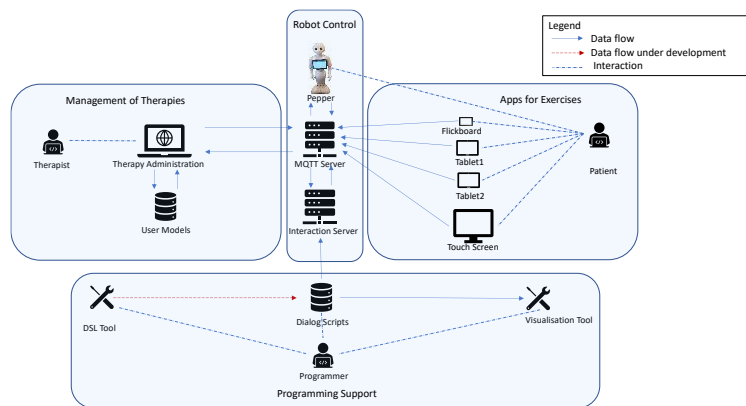 Robot Control
Legend
Data flow
Data flow under development
Interaction
Pepper
Management of Therapies
Apps for Exercises
Therapist
Therapy Administration
MQTT Server
Flickboard
Tablet1
Patient
Tablet2
User Models
Interaction Server
Touch Screen
DSL Tool
Dialog Scripts
Visualisation Tool
Programmer
Programming Support